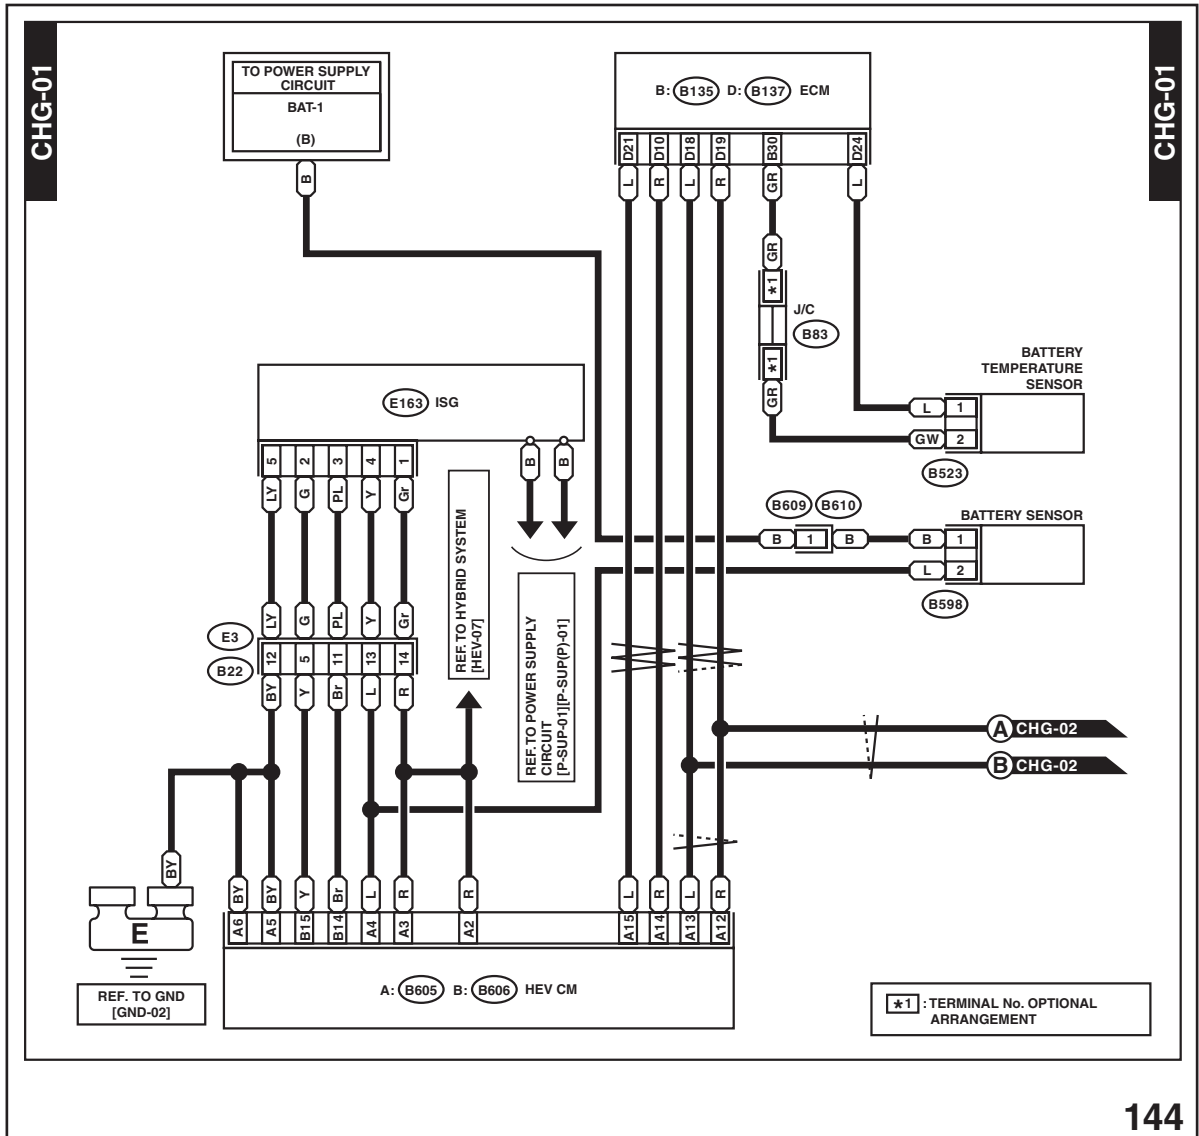 CHG-01
CHG-01
TO POWER SUPPLY
CIRCUIT
BAT-1
(B)
B
B: B135 D: B137 ECM
D21 D10 D18 D19 B30 D24
L R L R GR L
GR
*1
J/C
B83
*1
GR
BATTERY
TEMPERATURE
SENSOR
L 1
GW 2
B523
E163 ISG
5 2 3 4 1
LY G PL Y Gr
B B
B609 B610
BATTERY SENSOR
B 1 B B 1
L 2
B598
REF. TO HYBRID SYSTEM
[HEV-07]
REF. TO POWER SUPPLY
CIRCUIT
[P-SUP-01][P-SUP(P)-01]
LY G PL Y Gr
E3
B22
12 5 11 13 14
BY Y Br L R
A CHG-02
B CHG-02
BY
BY BY Y Br L R R L R L R
A6 A5 B15 B14 A4 A3 A2 A15 A14 A13 A12
E
REF. TO GND
[GND-02]
A: B605 B: B606 HEV CM
*1 : TERMINAL No. OPTIONAL
ARRANGEMENT
144